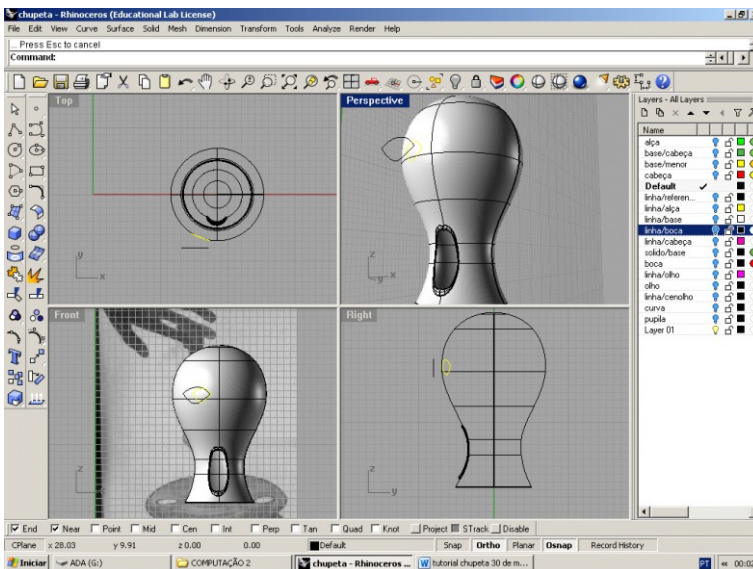 chupeta - Rhinoceros (Educational Lab License)
File Edit View Curve Surface Solid Mesh Dimension Transform Tools Analyze Render Help
... Press Esc to cancel
Command:
Top
Perspective
Front
Right
y
x
z
y
x
z
x
z
y
Layers - All Layers
Name
alça
base/cabeça
base/menor
cabeça
Default
linha/referen...
linha/alça
linha/base
linha/boca
linha/cabeça
solido/base
boca
linha/olho
olho
linha/cenolho
curva
pupila
Layer 01
End Near Point Mid Cen Int Perp Tan Quad Knot Project STrack Disable
CPlane x 28.03 y 9.91 z 0.00 0.00 Default Snap Ortho Planar Osnap Record History
Iniciar ADA (G:) COMPUTAÇÃO 2 chupeta - Rhinoceros ... tutorial chupeta 30 de m... PT